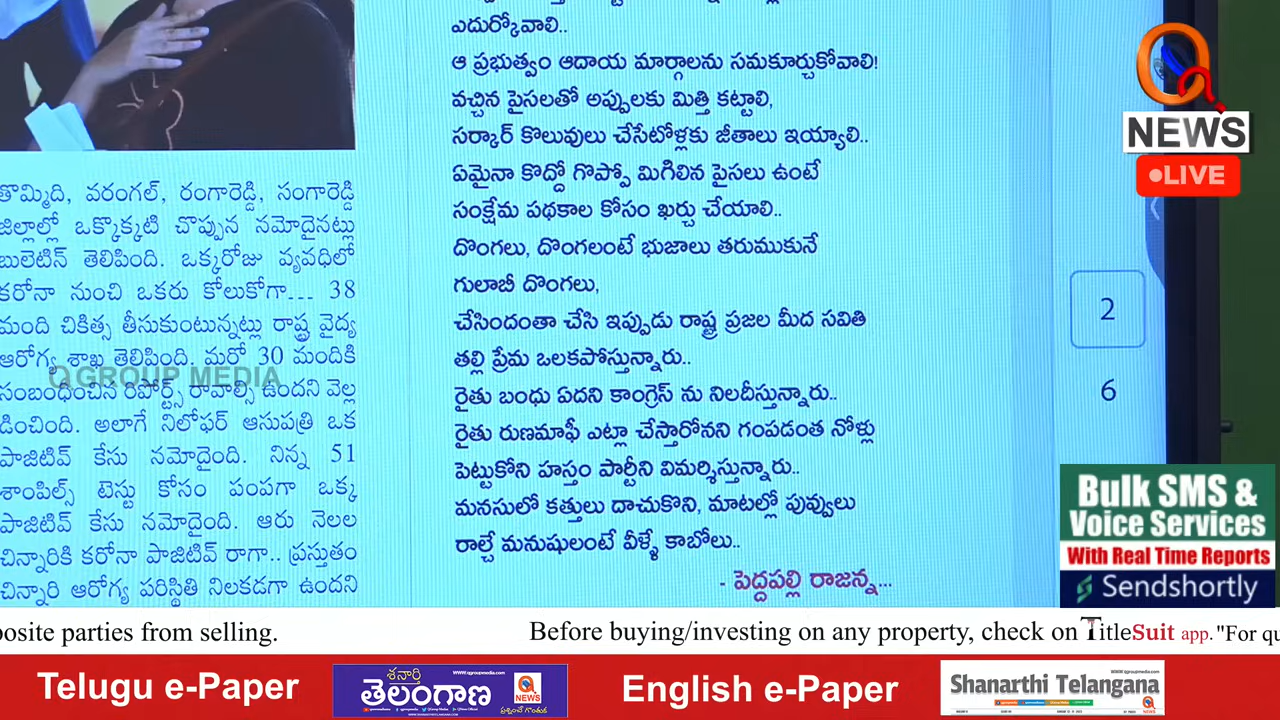 ఎదుర్కోవాలి..
ఆ ప్రభుత్వం ఆదాయ మార్గాలను సమకూర్చుకోవాలి!
వచ్చిన పైసలతో అప్పులకు మిత్తి కట్టాలి,
సర్కార్ కొలువులు చేసేటోళ్లకు జీతాలు ఇయ్యాలి..
ఏమైనా కొద్దో గొప్పో మిగిలిన పైసలు ఉంటే
సంక్షేమ పథకాల కోసం ఖర్చు చేయాలి..
దొంగలు, దొంగలంటే భుజాలు తరుముకునే
గులాబీ దొంగలు,
చేసిందంతా చేసి ఇప్పుడు రాష్ట్ర ప్రజల మీద సవితి
తల్లి ప్రేమ ఒలకపోస్తున్నారు..
రైతు బంధు ఏదని కాంగ్రెస్ ను నిలదీస్తున్నారు..
రైతు రుణమాఫీ ఎట్లా చేస్తారోనని గంపడంత నోళ్లు
పెట్టుకోని హస్తం పార్టీని విమర్శిస్తున్నారు..
మనసులో కత్తులు దాచుకొని, మాటల్లో పువ్వులు
రాల్చే మనుషులంటే వీళ్ళే కాబోలు..
- పెద్దపల్లి రాజన్న...
తొమ్మిది, వరంగల్, రంగారెడ్డి, సంగారెడ్డి
జిల్లాల్లో ఒక్కొక్కటి చొప్పున నమోదైనట్లు
బులెటిన్ తెలిపింది. ఒక్కరోజు వ్యవధిలో
కరోనా నుంచి ఒకరు కోలుకోగా... 38
మంది చికిత్స తీసుకుంటున్నట్లు రాష్ట్ర వైద్య
ఆరోగ్య శాఖ తెలిపింది. మరో 30 మందికి
సంబంధించిన రిపోర్ట్స్ రావాల్సి ఉందని వెల్ల
డించింది. అలాగే నిలోఫర్ ఆసుపత్రి ఒక
పాజిటివ్ కేసు నమోదైంది. నిన్న 51
శాంపిల్స్ టెస్టు కోసం పంపగా ఒక్క
పాజిటివ్ కేసు నమోదైంది. ఆరు నెలల
చిన్నారికి కరోనా పాజిటివ్ రాగా.. ప్రస్తుతం
చిన్నారి ఆరోగ్య పరిస్థితి నిలకడగా ఉందని
Q GROUP MEDIA
Q
NEWS
LIVE
2
6
Bulk SMS &
Voice Services
With Real Time Reports
Sendshortly
posite parties from selling.
Before buying/investing on any property, check on TitleSuit app. "For qu
Telugu e-Paper
శనార్తి
తెలంగాణ
NEWS
English e-Paper
Shanarthi Telangana
NEWS